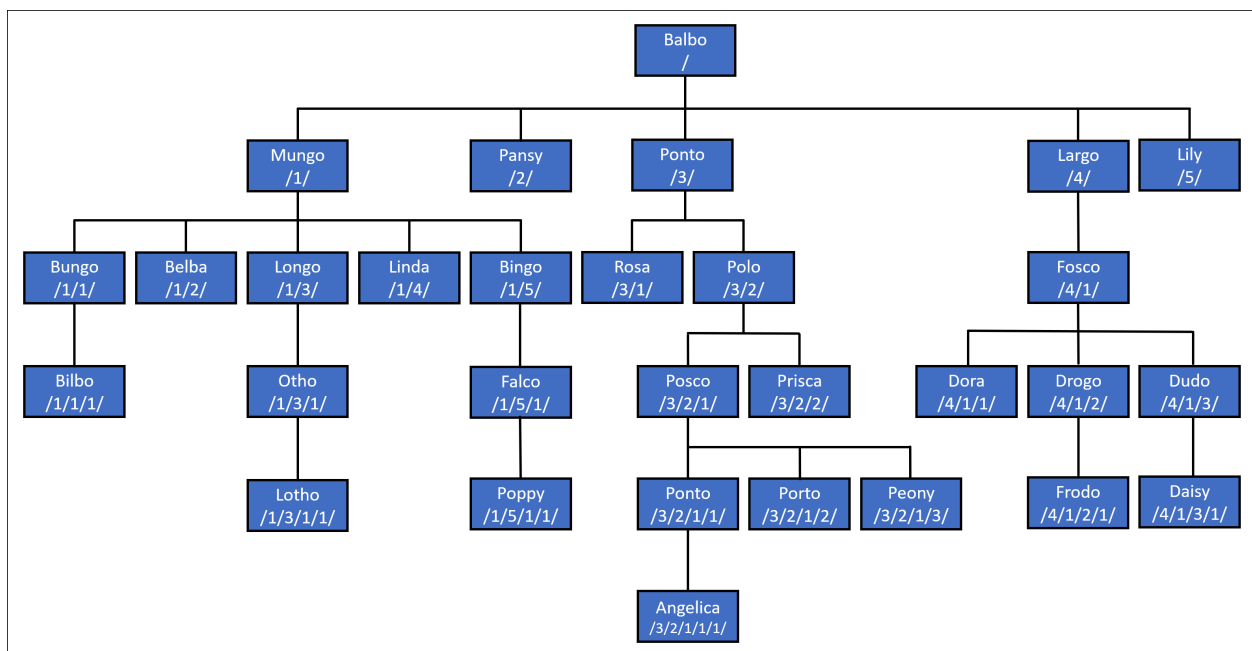 Balbo
/
Mungo
/1/
Pansy
/2/
Ponto
/3/
Largo
/4/
Lily
/5/
Bungo
/1/1/
Belba
/1/2/
Longo
/1/3/
Linda
/1/4/
Bingo
/1/5/
Rosa
/3/1/
Polo
/3/2/
Fosco
/4/1/
Bilbo
/1/1/1/
Otho
/1/3/1/
Falco
/1/5/1/
Posco
/3/2/1/
Prisca
/3/2/2/
Dora
/4/1/1/
Drogo
/4/1/2/
Dudo
/4/1/3/
Lotho
/1/3/1/1/
Poppy
/1/5/1/1/
Ponto
/3/2/1/1/
Porto
/3/2/1/2/
Peony
/3/2/1/3/
Frodo
/4/1/2/1/
Daisy
/4/1/3/1/
Angelica
/3/2/1/1/1/